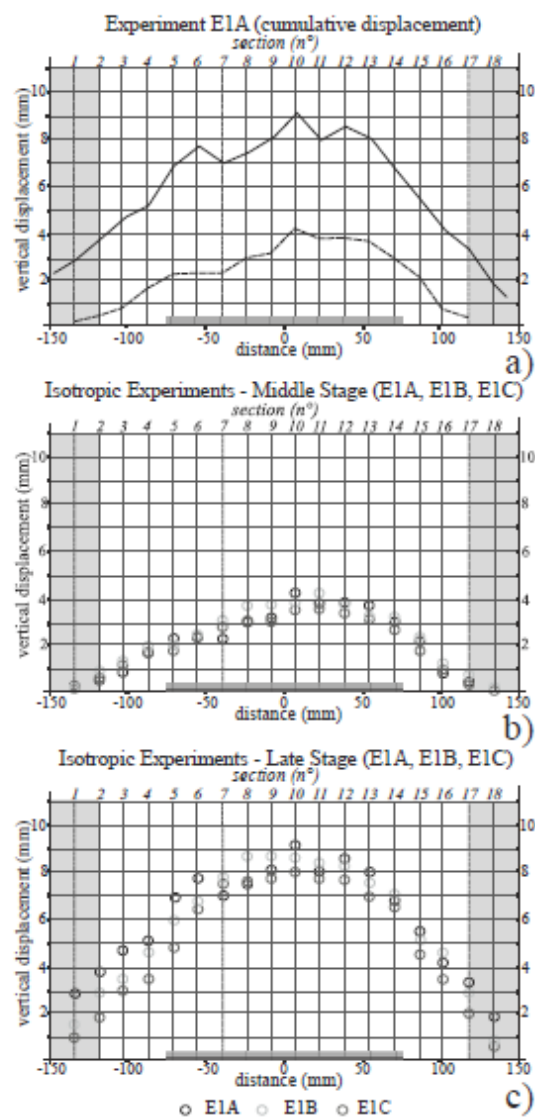 Experiment E1A (cumulative displacement)
section (n°)
1 2 3 4 5 6 7 8 9 10 11 12 13 14 15 16 17 18
vertical displacement (mm)
10 10
8 8
6 6
4 4
2 2
-150 -100 -50 0 50 100 150
distance (mm)
a)
Isotropic Experiments - Middle Stage (E1A, E1B, E1C)
section (n°)
1 2 3 4 5 6 7 8 9 10 11 12 13 14 15 16 17 18
vertical displacement (mm)
10 10
8 8
6 6
4 4
2 2
-150 -100 -50 0 50 100 150
distance (mm)
b)
Isotropic Experiments - Late Stage (E1A, E1B, E1C)
section (n°)
1 2 3 4 5 6 7 8 9 10 11 12 13 14 15 16 17 18
vertical displacement (mm)
10 10
8 8
6 6
4 4
2 2
-150 -100 -50 0 50 100 150
distance (mm)
c)
E1A E1B E1C